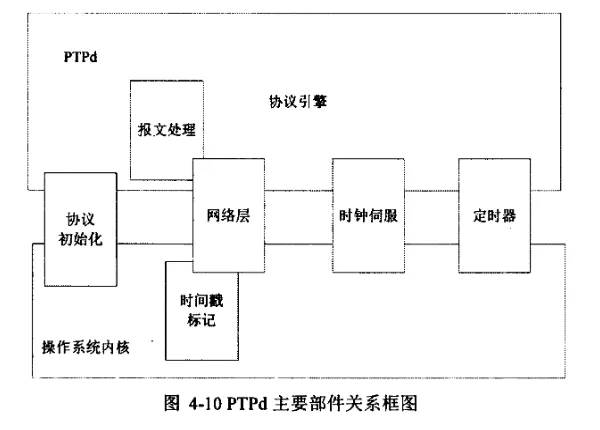 PTPd
协议引擎
报文处理
协议
初始化
网络层
时钟伺服
定时器
时间戳
标记
操作系统内核
图 4-10 PTPd 主要部件关系框图